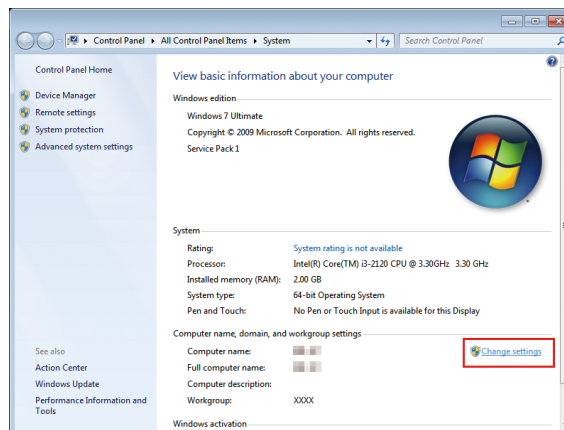 Control Panel ▸ All Control Panel Items ▸ System
Search Control Panel
Control Panel Home
Device Manager
Remote settings
System protection
Advanced system settings
See also
Action Center
Windows Update
Performance Information and
Tools
View basic information about your computer
Windows edition
Windows 7 Ultimate
Copyright © 2009 Microsoft Corporation. All rights reserved.
Service Pack 1
System
Rating: System rating is not available
Processor: Intel(R) Core(TM) i3-2120 CPU @ 3.30GHz 3.30 GHz
Installed memory (RAM): 2.00 GB
System type: 64-bit Operating System
Pen and Touch: No Pen or Touch Input is available for this Display
Computer name, domain, and workgroup settings
Computer name:
Change settings
Full computer name:
Computer description:
Workgroup: XXXX
Windows activation